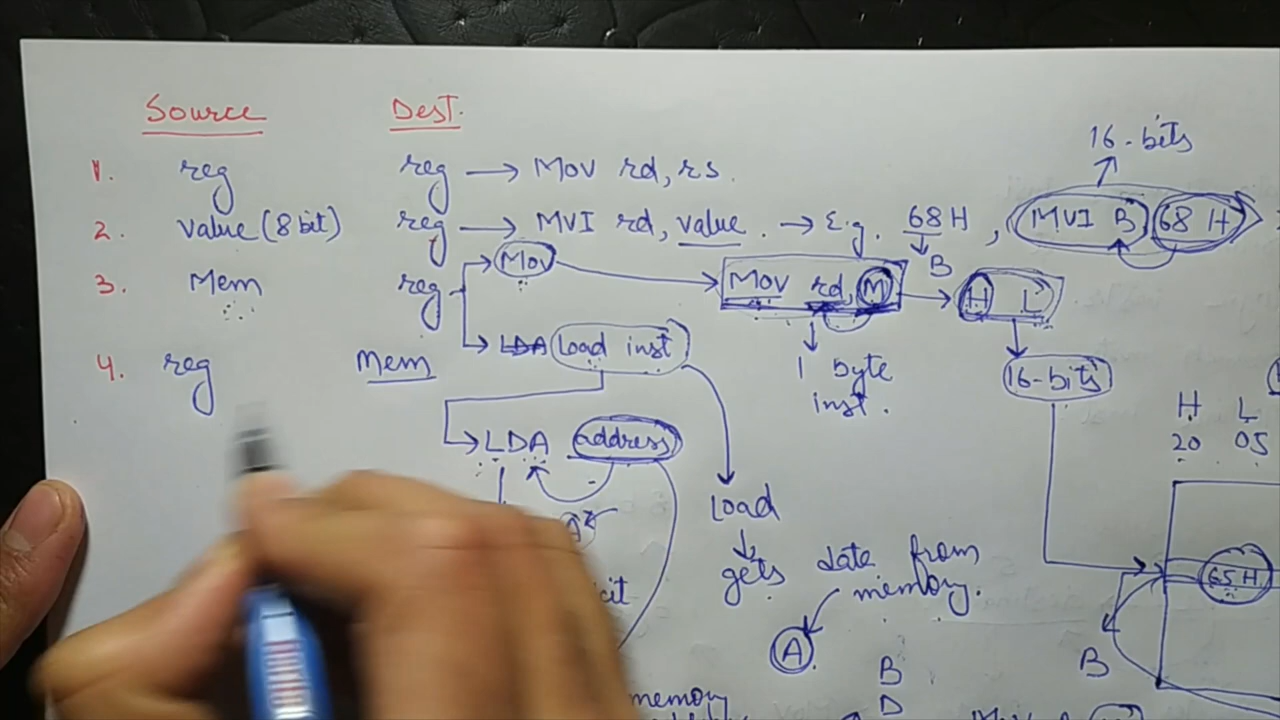 Source Dest.
16-bits
1. reg reg → Mov rd, rs.
2. value (8 bit) reg → MVI rd, value. → E.g. 68 H, MVI B 68 H
B
3. Mem reg Mov Mov rd, M → H L
LDA Load inst
4. reg Mem
1 byte inst.
16-bits
H L
20 05
LDA address
A
Load
gets data from memory.
65 H
A
B
B
D
memory